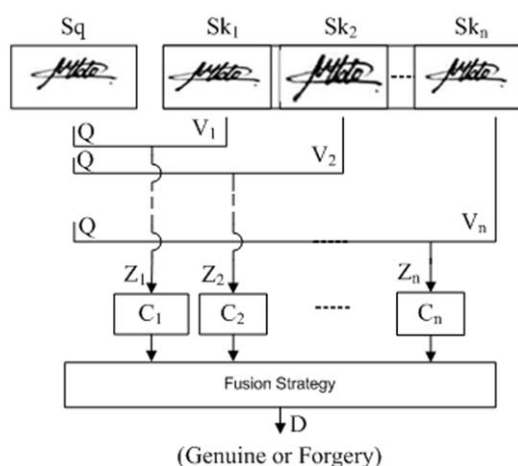 Sq Sk₁ Sk₂ Skₙ
Q V₁
Q V₂
Q Vₙ
Z₁ Z₂ Zₙ
C₁ C₂ Cₙ
Fusion Strategy
D
(Genuine or Forgery)